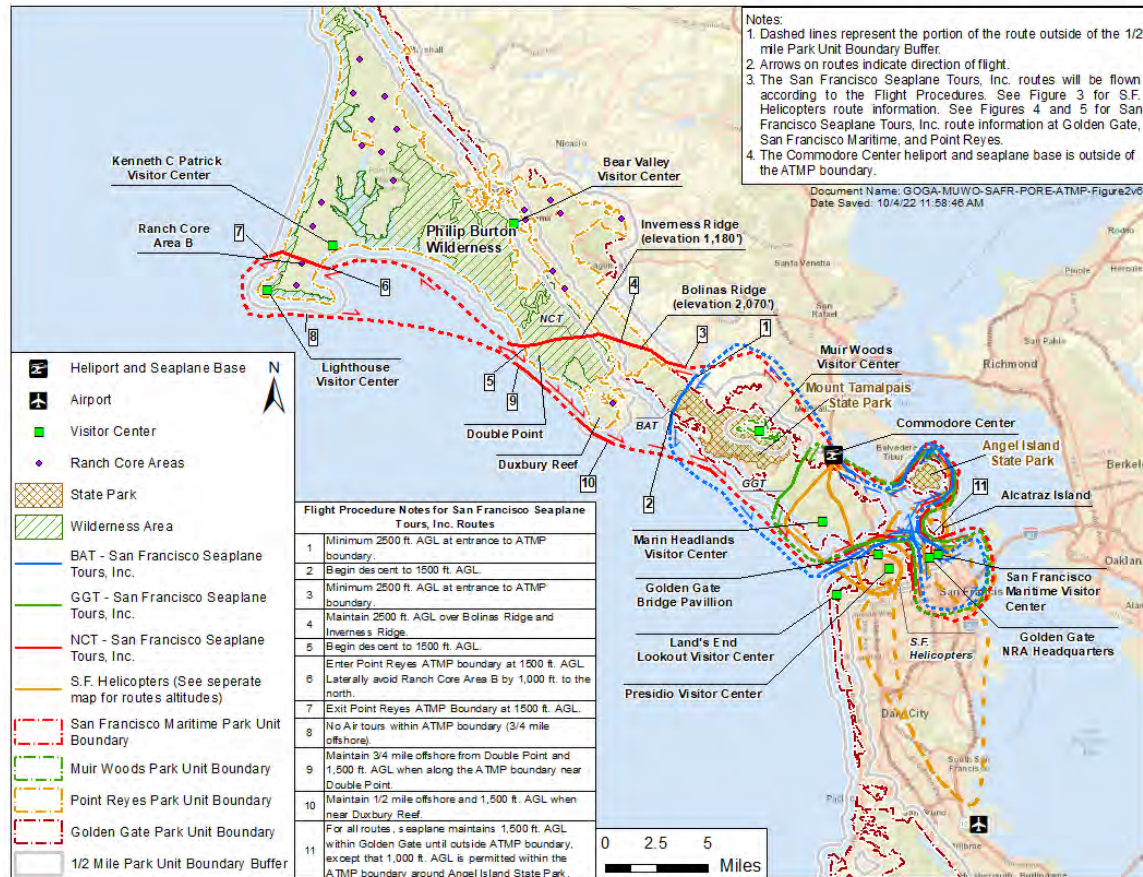 Notes:
1. Dashed lines represent the portion of the route outside of the 1/2
mile Park Unit Boundary Buffer.
2. Arrows on routes indicate direction of flight.
3. The San Francisco Seaplane Tours, Inc. routes will be flown
according to the Flight Procedures. See Figure 3 for S.F.
Helicopters route information. See Figures 4 and 5 for San
Francisco Seaplane Tours, Inc. route information at Golden Gate,
San Francisco Maritime, and Point Reyes.
4. The Commodore Center heliport and seaplane base is outside of
the ATMP boundary.
Document Name: GOGA-MUWO-SAFR-PORE-ATMP-Figure2v6
Date Saved: 10/4/22 11:58:46 AM
Nicasio
Kenneth C Patrick
Visitor Center
Bear Valley
Visitor Center
Ranch Core
Area B
7
Philip Burton
Wilderness
Inverness Ridge
(elevation 1,180')
Santa Venetia
6
4
Bolinas Ridge
(elevation 2,070')
San
Rafael
San Pablo
8
NCT
3
1
Richmond
Lighthouse
Visitor Center
5
9
Muir Woods
Visitor Center
Mount Tamalpais
State Park
Double Point
BAT
Commodore Center
Duxbury Reef
Angel Island
State Park
10
2
GGT
11
Alcatraz Island
Marin Headlands
Visitor Center
Golden Gate
Bridge Pavillion
San Francisco
Maritime Visitor
Center
Land's End
Lookout Visitor Center
S.F.
Helicopters
Golden Gate
NRA Headquarters
Presidio Visitor Center
Daly City
South San
Francisco
N
Heliport and Seaplane Base
Airport
Visitor Center
Ranch Core Areas
State Park
Wilderness Area
BAT - San Francisco Seaplane
Tours, Inc.
GGT - San Francisco Seaplane
Tours, Inc.
NCT - San Francisco Seaplane
Tours, Inc.
S.F. Helicopters (See seperate
map for routes altitudes)
San Francisco Maritime Park Unit
Boundary
Muir Woods Park Unit Boundary
Point Reyes Park Unit Boundary
Golden Gate Park Unit Boundary
1/2 Mile Park Unit Boundary Buffer
Flight Procedure Notes for San Francisco Seaplane
Tours, Inc. Routes
1 Minimum 2500 ft. AGL at entrance to ATMP
boundary.
2 Begin descent to 1500 ft. AGL.
3 Minimum 2500 ft. AGL at entrance to ATMP
boundary.
4 Maintain 2500 ft. AGL over Bolinas Ridge and
Inverness Ridge.
5 Begin descent to 1500 ft. AGL.
6 Enter Point Reyes ATMP boundary at 1500 ft. AGL
Laterally avoid Ranch Core Area B by 1,000 ft. to the
north.
7 Exit Point Reyes ATMP Boundary at 1500 ft. AGL.
8 No Air tours within ATMP boundary (3/4 mile
offshore).
9 Maintain 3/4 mile offshore from Double Point and
1,500 ft. AGL when along the ATMP boundary near
Double Point.
10 Maintain 1/2 mile offshore and 1,500 ft. AGL when
near Duxbury Reef.
11 For all routes, seaplane maintains 1,500 ft. AGL
within Golden Gate until outside ATMP boundary,
except that 1,000 ft. AGL is permitted within the
ATMP boundary around Angel Island State Park.
0 2.5 5
Miles